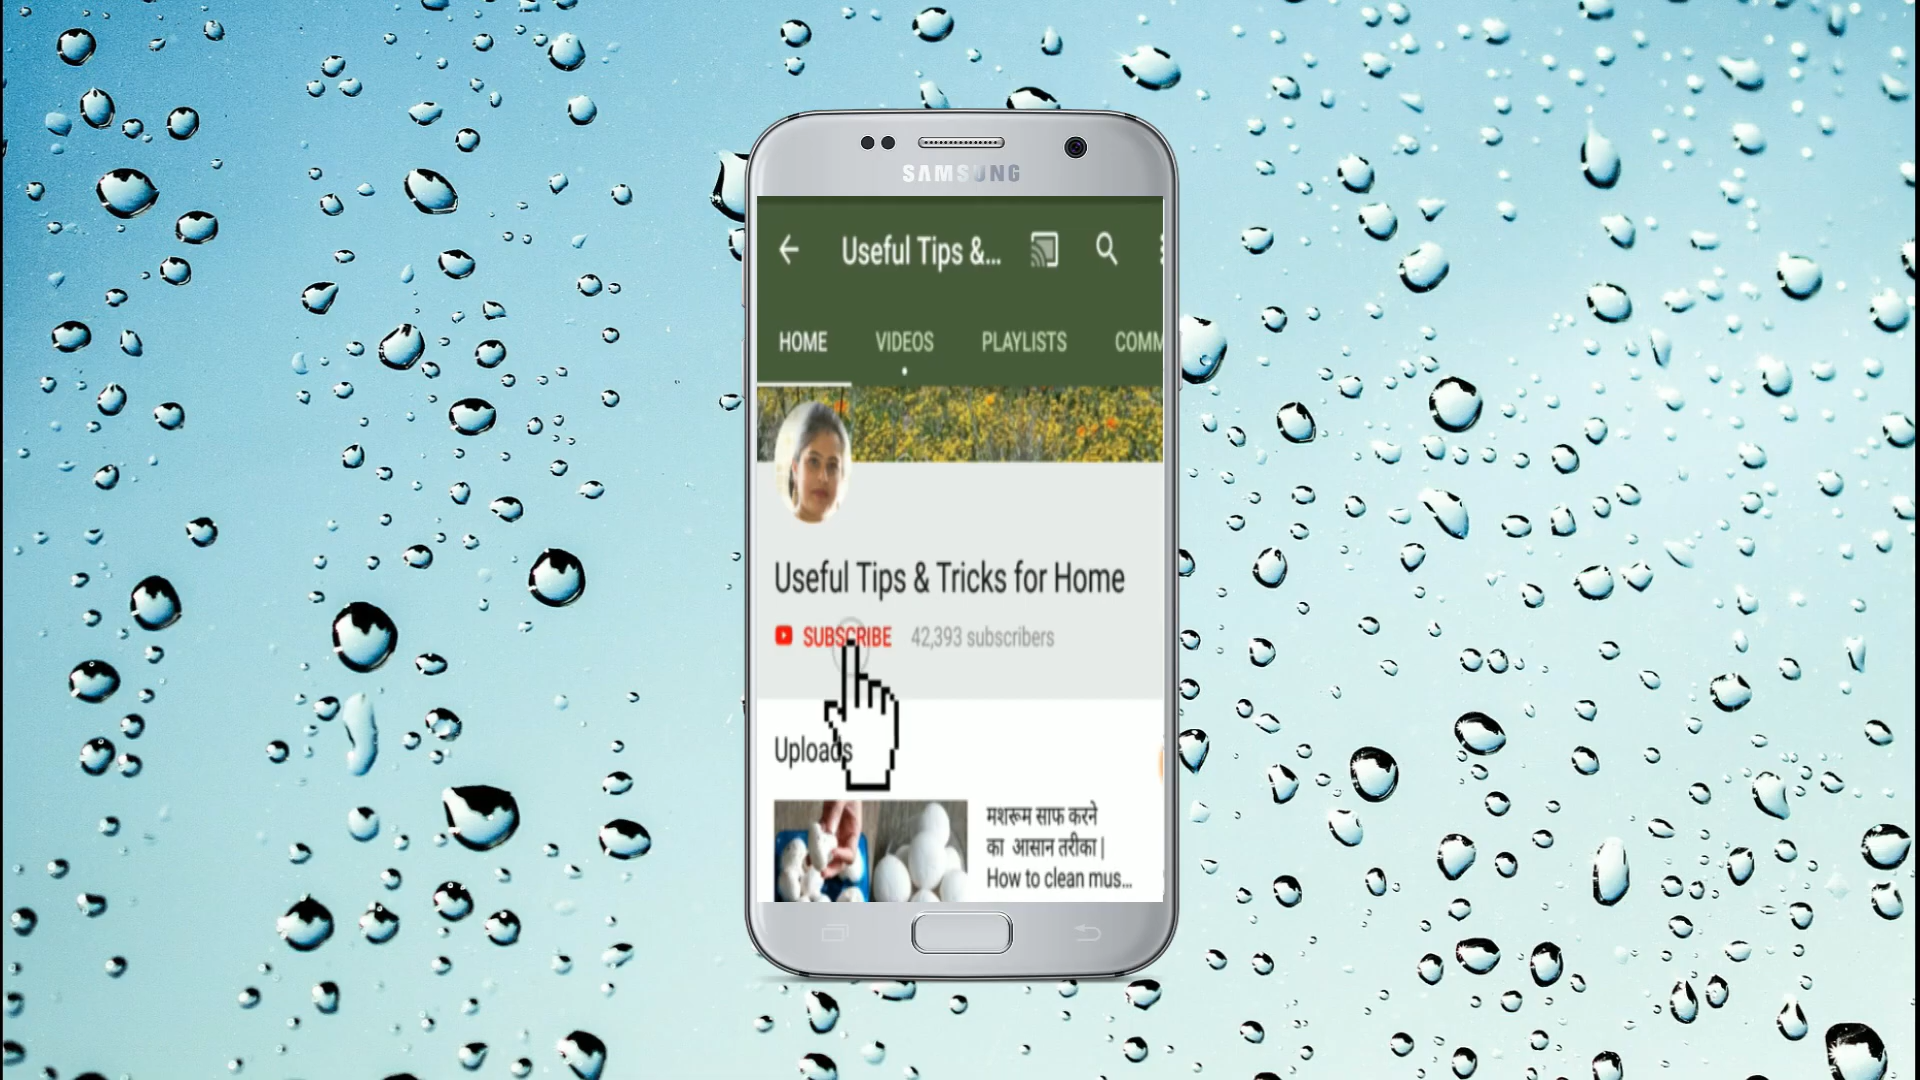 SAMSUNG
Useful Tips &...
HOME VIDEOS PLAYLISTS COMM
Useful Tips & Tricks for Home
SUBSCRIBE 42,393 subscribers
Uploads
मशरूम साफ करने
का आसान तरीका |
How to clean mus...